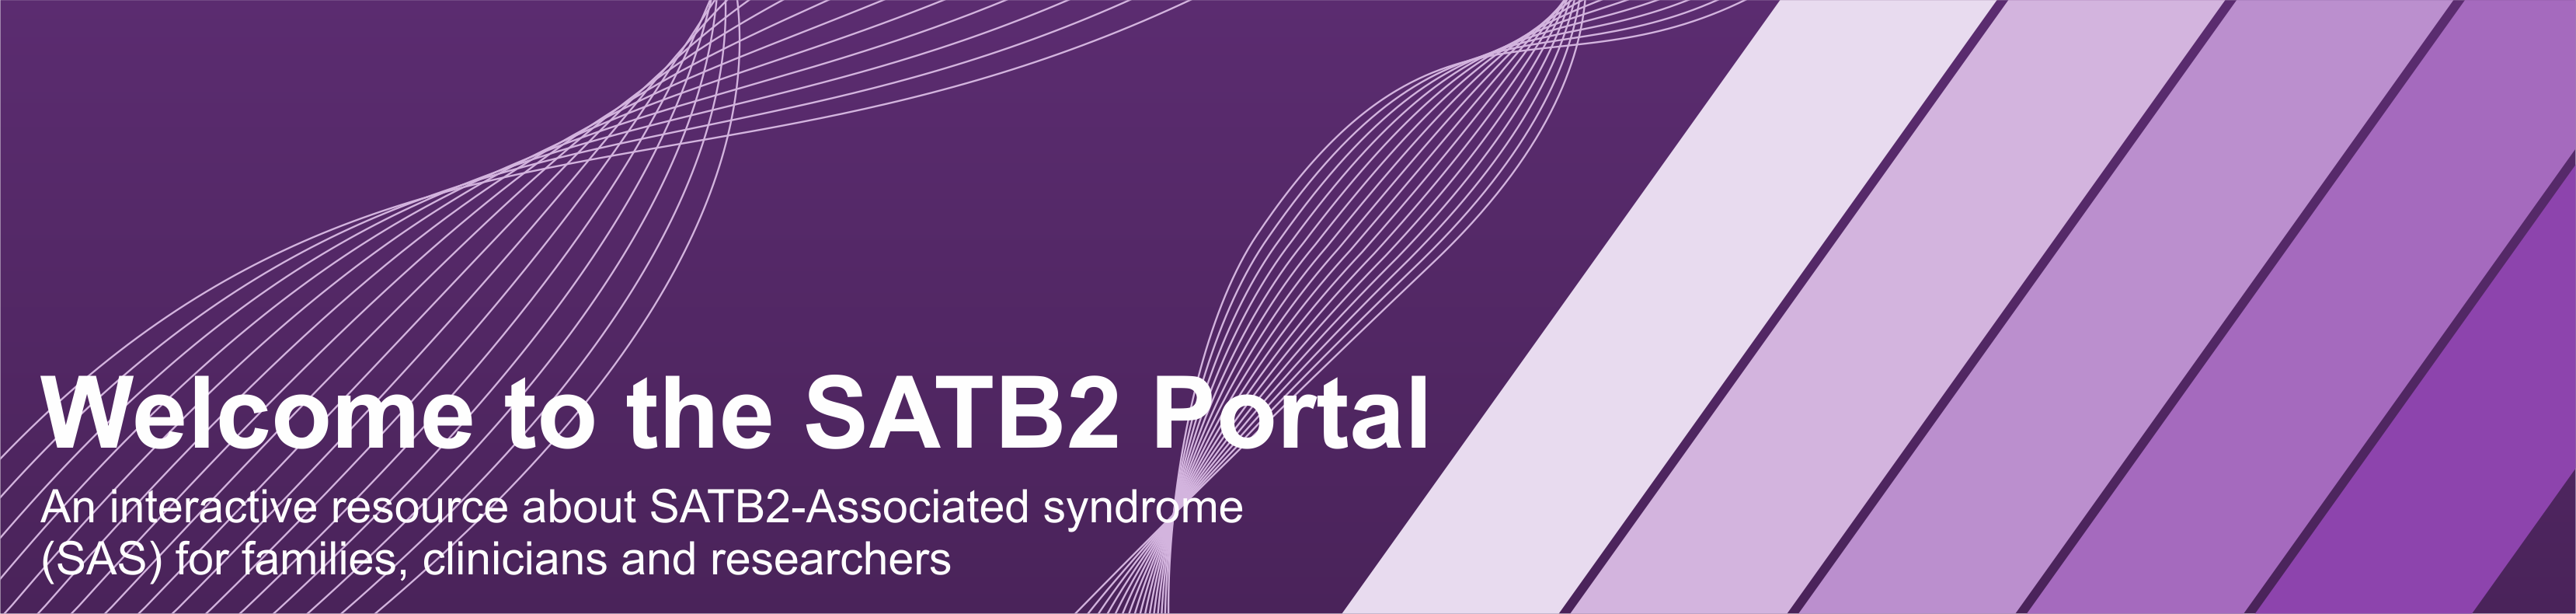 Welcome to the SATB2 Portal
An interactive resource about SATB2-Associated syndrome
(SAS) for families, clinicians and researchers